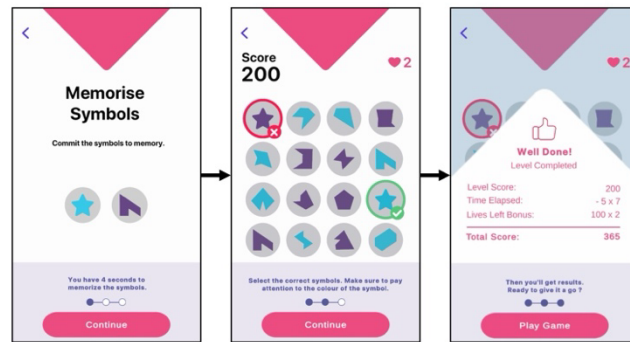 Memorise
Symbols
Commit the symbols to memory.
You have 4 seconds to
memorize the symbols.
Continue
Score
200
2
Select the correct symbols. Make sure to pay
attention to the colour of the symbol.
Continue
2
Well Done!
Level Completed
Level Score: 200
Time Elapsed: - 5 x 7
Lives Left Bonus: 100 x 2
Total Score: 365
Then you'll get results.
Ready to give it a go ?
Play Game